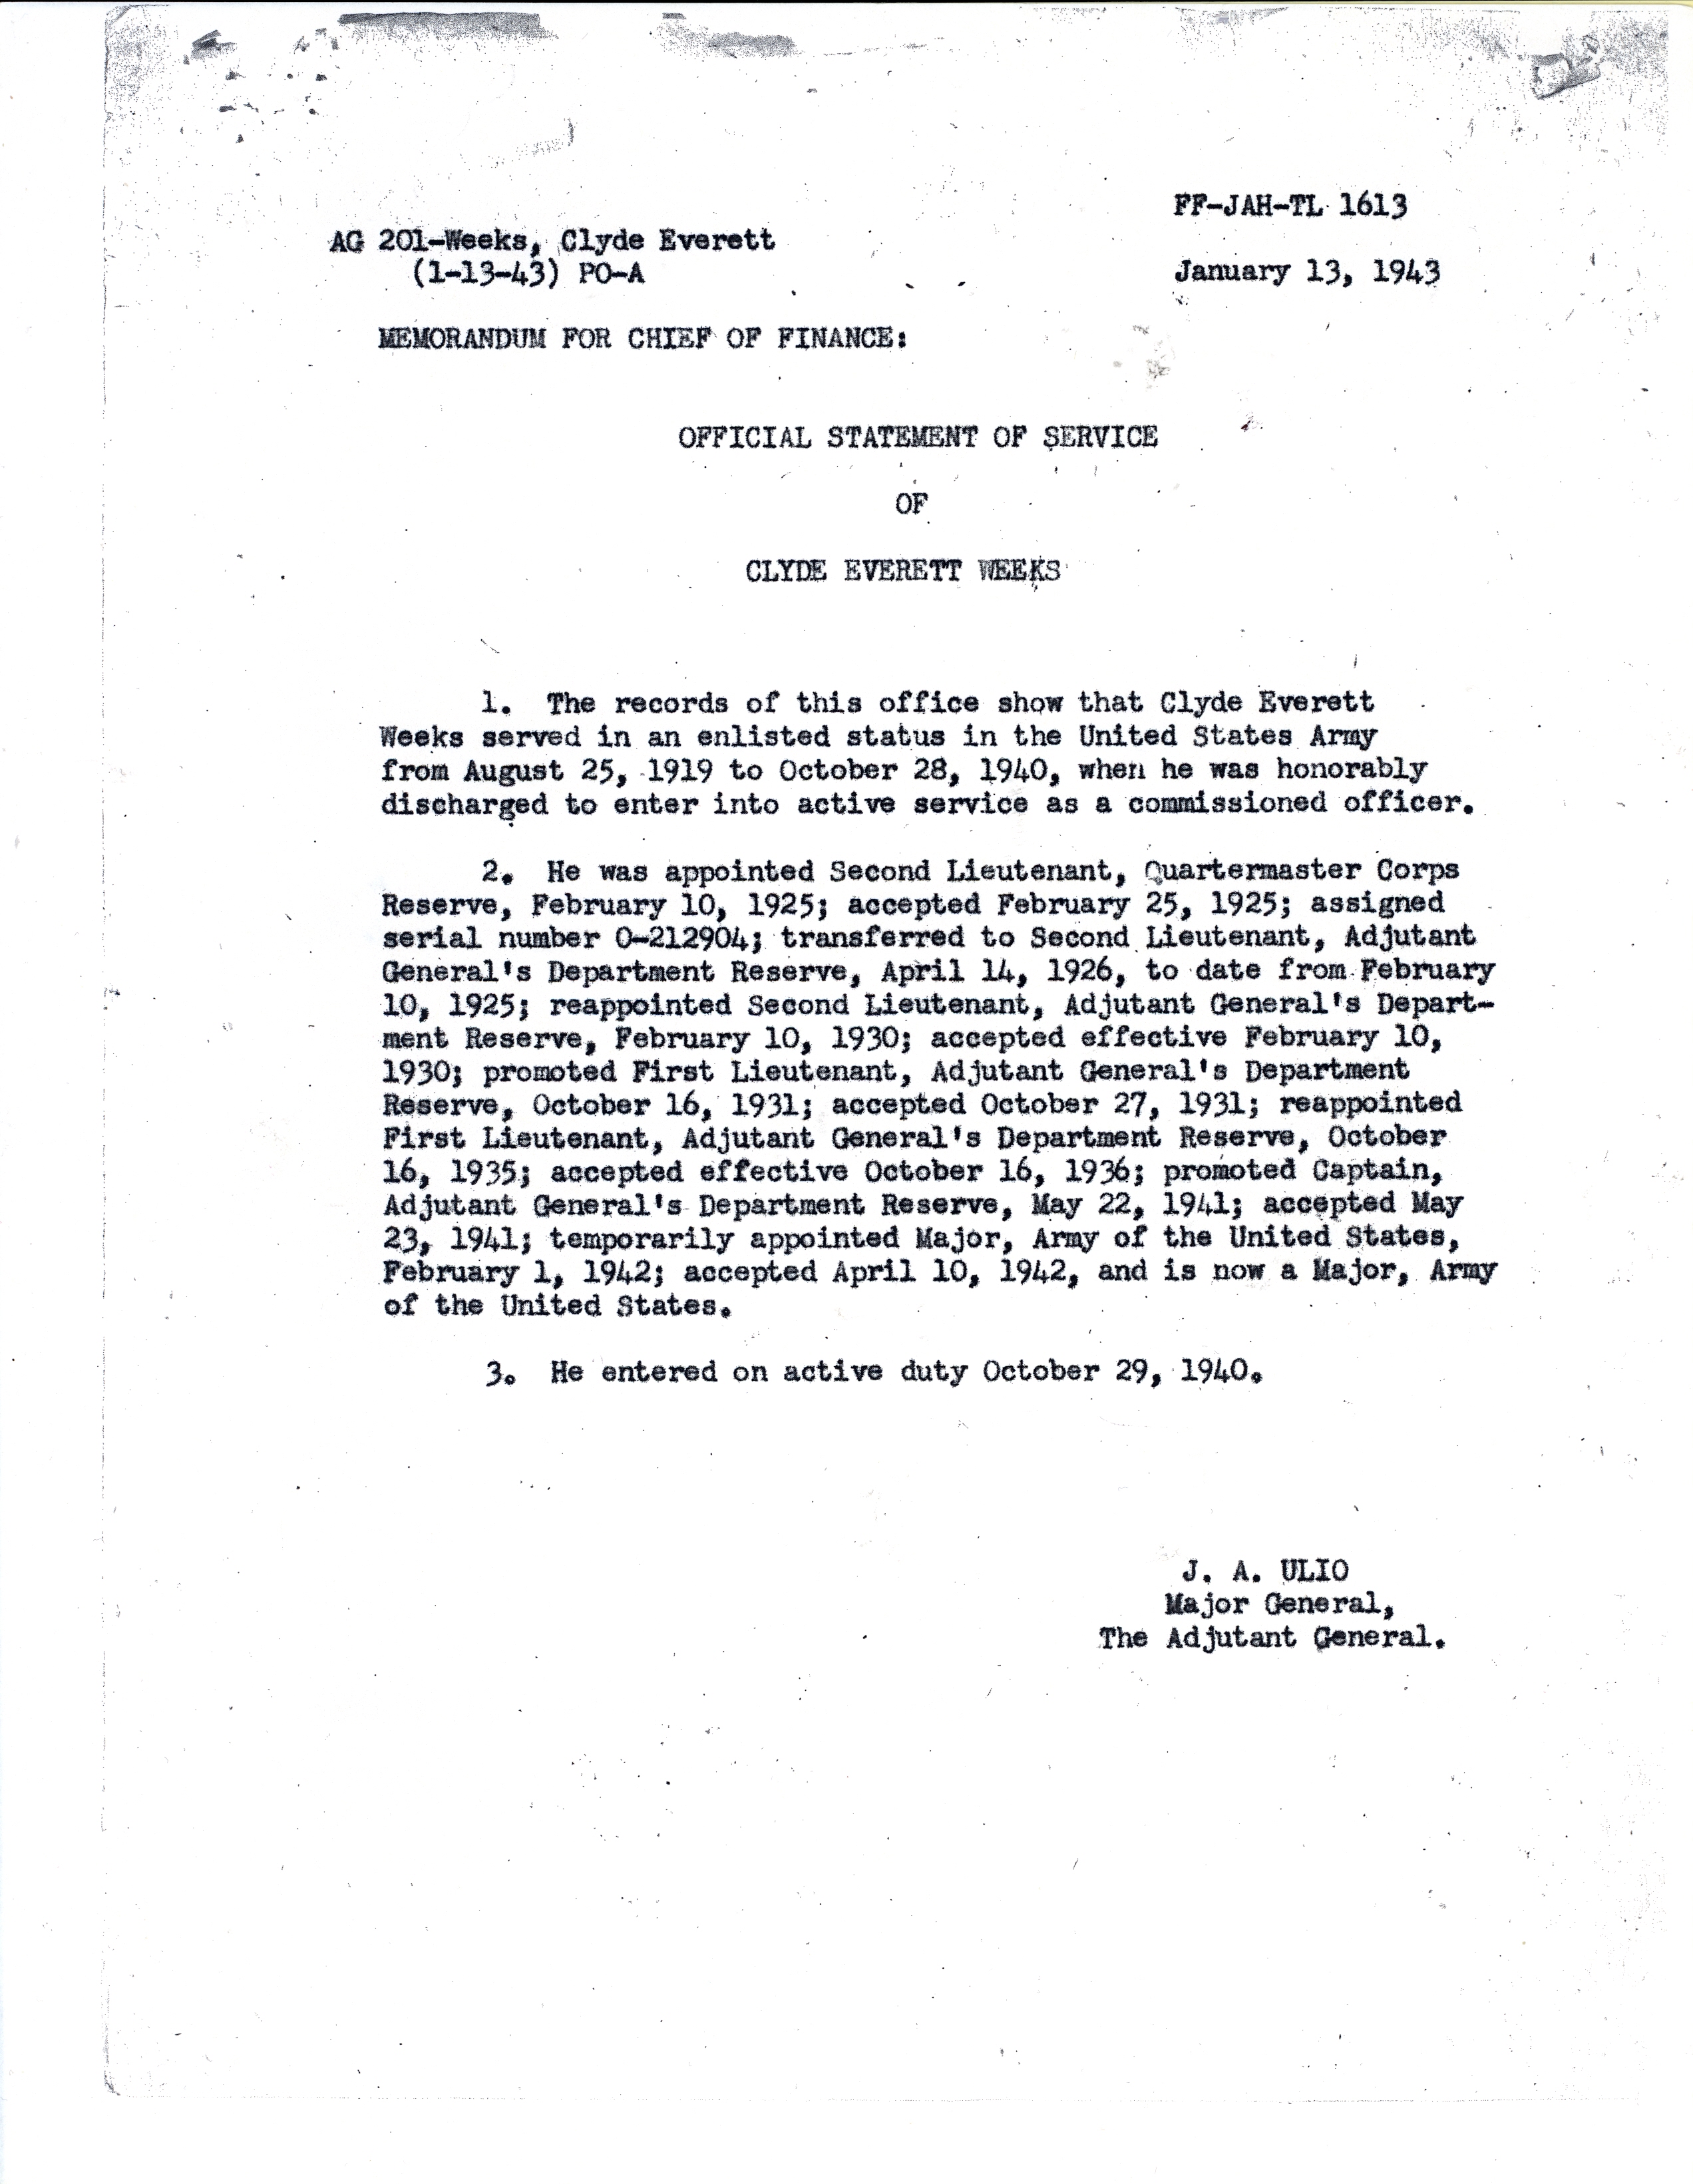 FF-JAH-TL 1613
AG 201-Weeks, Clyde Everett
(1-13-43) PO-A
January 13, 1943
MEMORANDUM FOR CHIEF OF FINANCE:
OFFICIAL STATEMENT OF SERVICE
OF
CLYDE EVERETT WEEKS
1. The records of this office show that Clyde Everett
Weeks served in an enlisted status in the United States Army
from August 25, 1919 to October 28, 1940, when he was honorably
discharged to enter into active service as a commissioned officer.
2. He was appointed Second Lieutenant, Quartermaster Corps
Reserve, February 10, 1925; accepted February 25, 1925; assigned
serial number O-212904; transferred to Second Lieutenant, Adjutant
General's Department Reserve, April 14, 1926, to date from February
10, 1925; reappointed Second Lieutenant, Adjutant General's Depart-
ment Reserve, February 10, 1930; accepted effective February 10,
1930; promoted First Lieutenant, Adjutant General's Department
Reserve, October 16, 1931; accepted October 27, 1931; reappointed
First Lieutenant, Adjutant General's Department Reserve, October
16, 1935; accepted effective October 16, 1936; promoted Captain,
Adjutant General's Department Reserve, May 22, 1941; accepted May
23, 1941; temporarily appointed Major, Army of the United States,
February 1, 1942; accepted April 10, 1942, and is now a Major, Army
of the United States.
3. He entered on active duty October 29, 1940.
J. A. ULIO
Major General,
The Adjutant General.